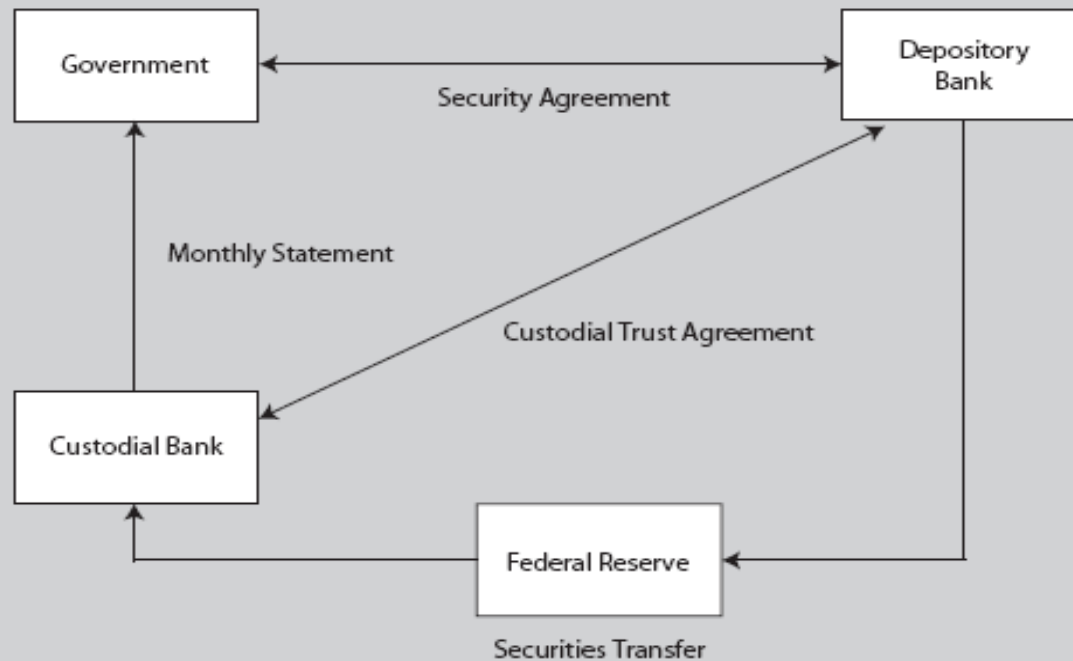 Government
Depository
Bank
Security Agreement
Monthly Statement
Custodial Trust Agreement
Custodial Bank
Federal Reserve
Securities Transfer